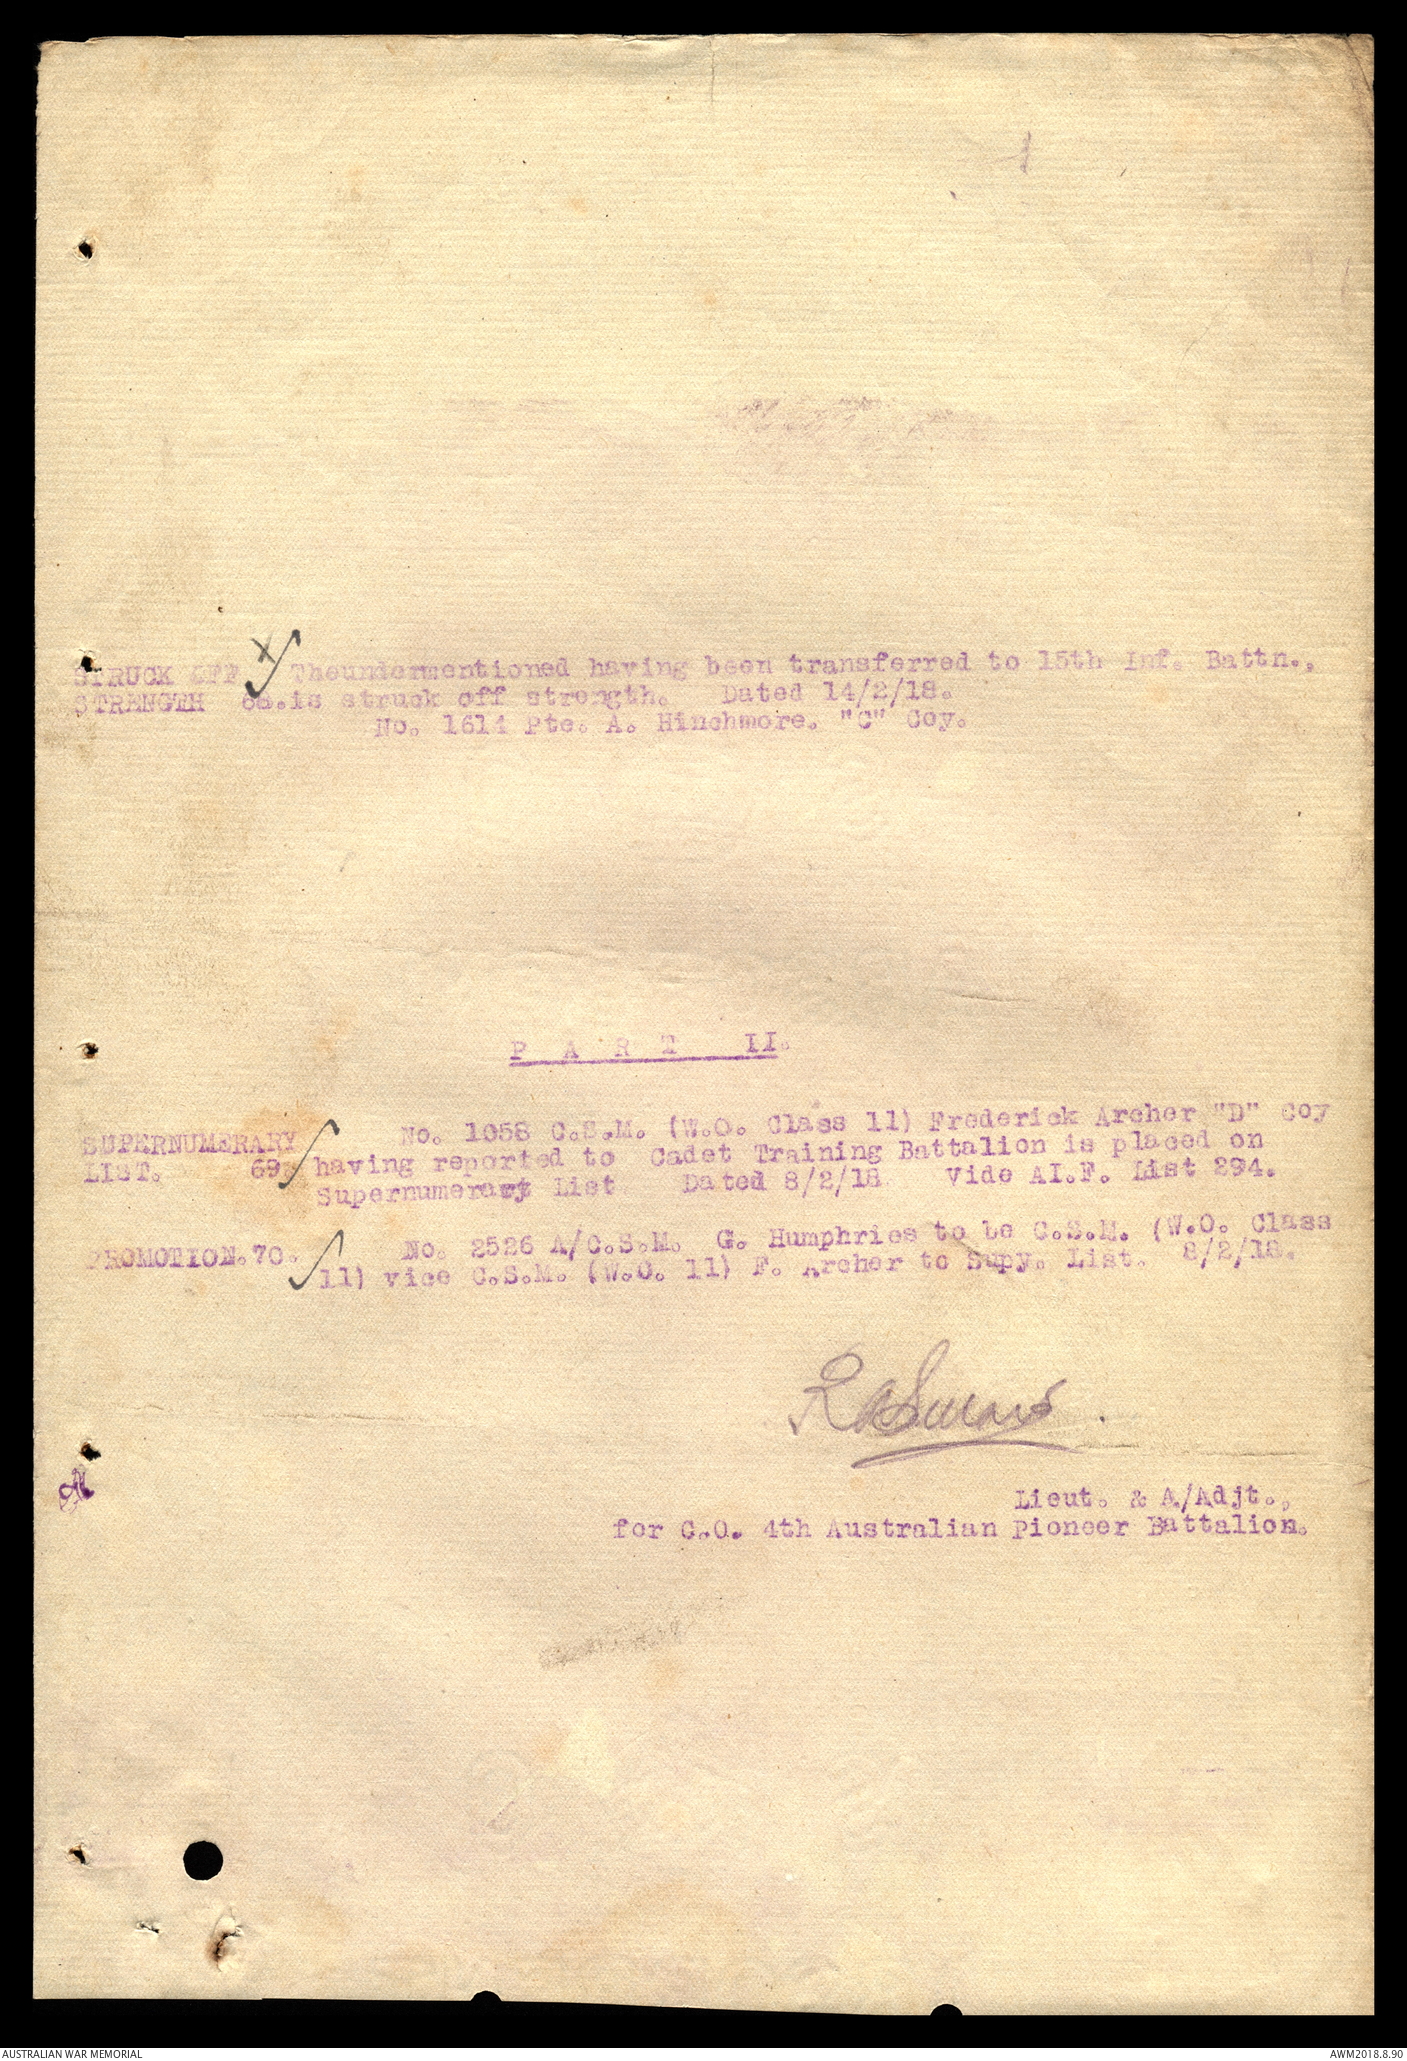 STRUCK OFF Theundermentioned having been transferred to 15th Inf. Battn.,
STRENGTH 68.is struck off strength. Dated 14/2/18.
No. 1614 Pte. A. Hinchmore. "C" Coy.
P A R T II.
SUPERNUMERARY No. 1058 C.S.M. (W.O. Class 11) Frederick Archer "D" Coy
LIST. 69. having reported to Cadet Training Battalion is placed on
Supernumerary List Dated 8/2/18 Vide AI.F. List 294.
PROMOTION.70. No. 2526 A/C.S.M. G. Humphries to be C.S.M. (W.O. Class
11) vice C.S.M. (W.O. 11) F. Archer to Supy. List. 8/2/18.
Lieut. & A/Adjt.,
for C.O. 4th Australian Pioneer Battalion.
AUSTRALIAN WAR MEMORIAL
AWM2018.8.90